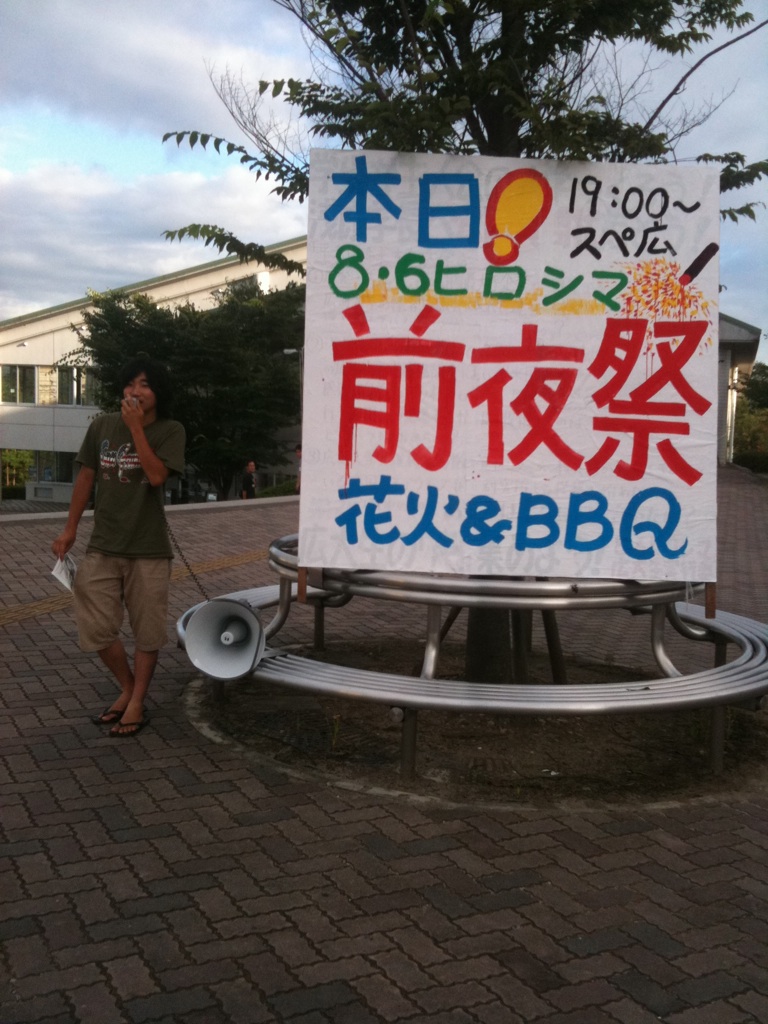 本日!
19:00~
スペ広
8・6ヒロシマ
前夜祭
花火&BBQ